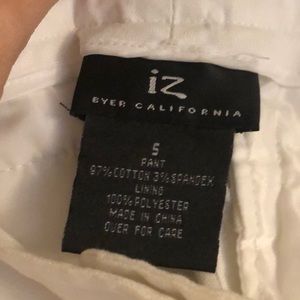 iz
BYER CALIFORNIA
5
PANT
97% COTTON 3% SPANDEX
LINING
100% POLYESTER
MADE IN CHINA
OVER FOR CARE